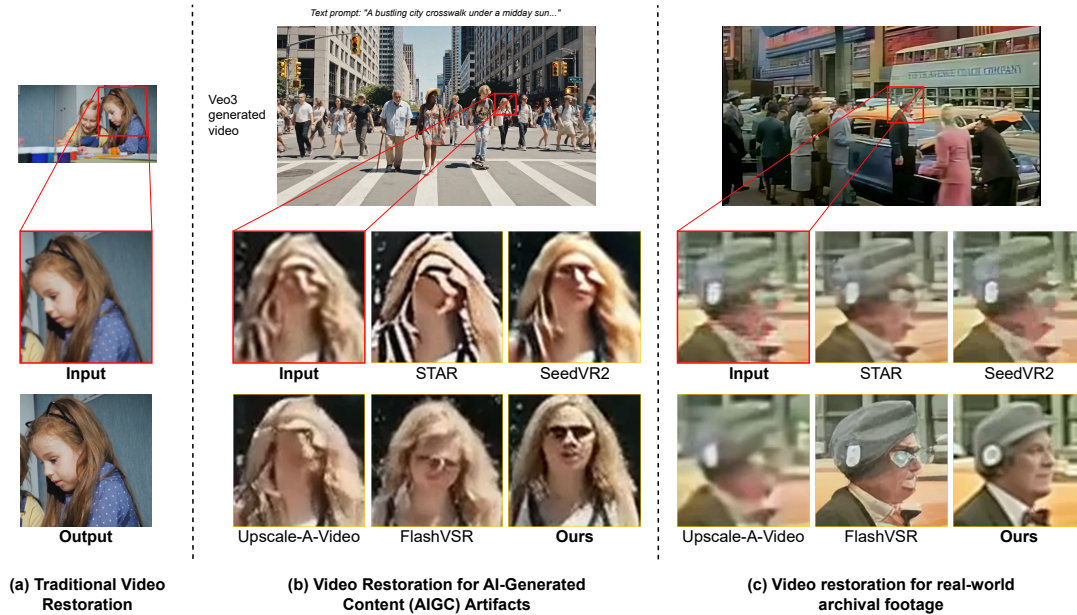 Text prompt: "A bustling city crosswalk under a midday sun..."
Veo3
generated
video
COACH COMPANY
Input
Output
(a) Traditional Video
Restoration
Input
STAR
SeedVR2
Upscale-A-Video
FlashVSR
Ours
(b) Video Restoration for AI-Generated
Content (AIGC) Artifacts
Input
STAR
SeedVR2
Upscale-A-Video
FlashVSR
Ours
(c) Video restoration for real-world
archival footage